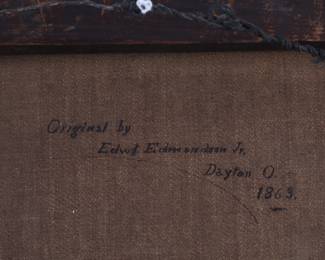 Original by
Edwd Edmondson Jr,
Dayton O.
1863.